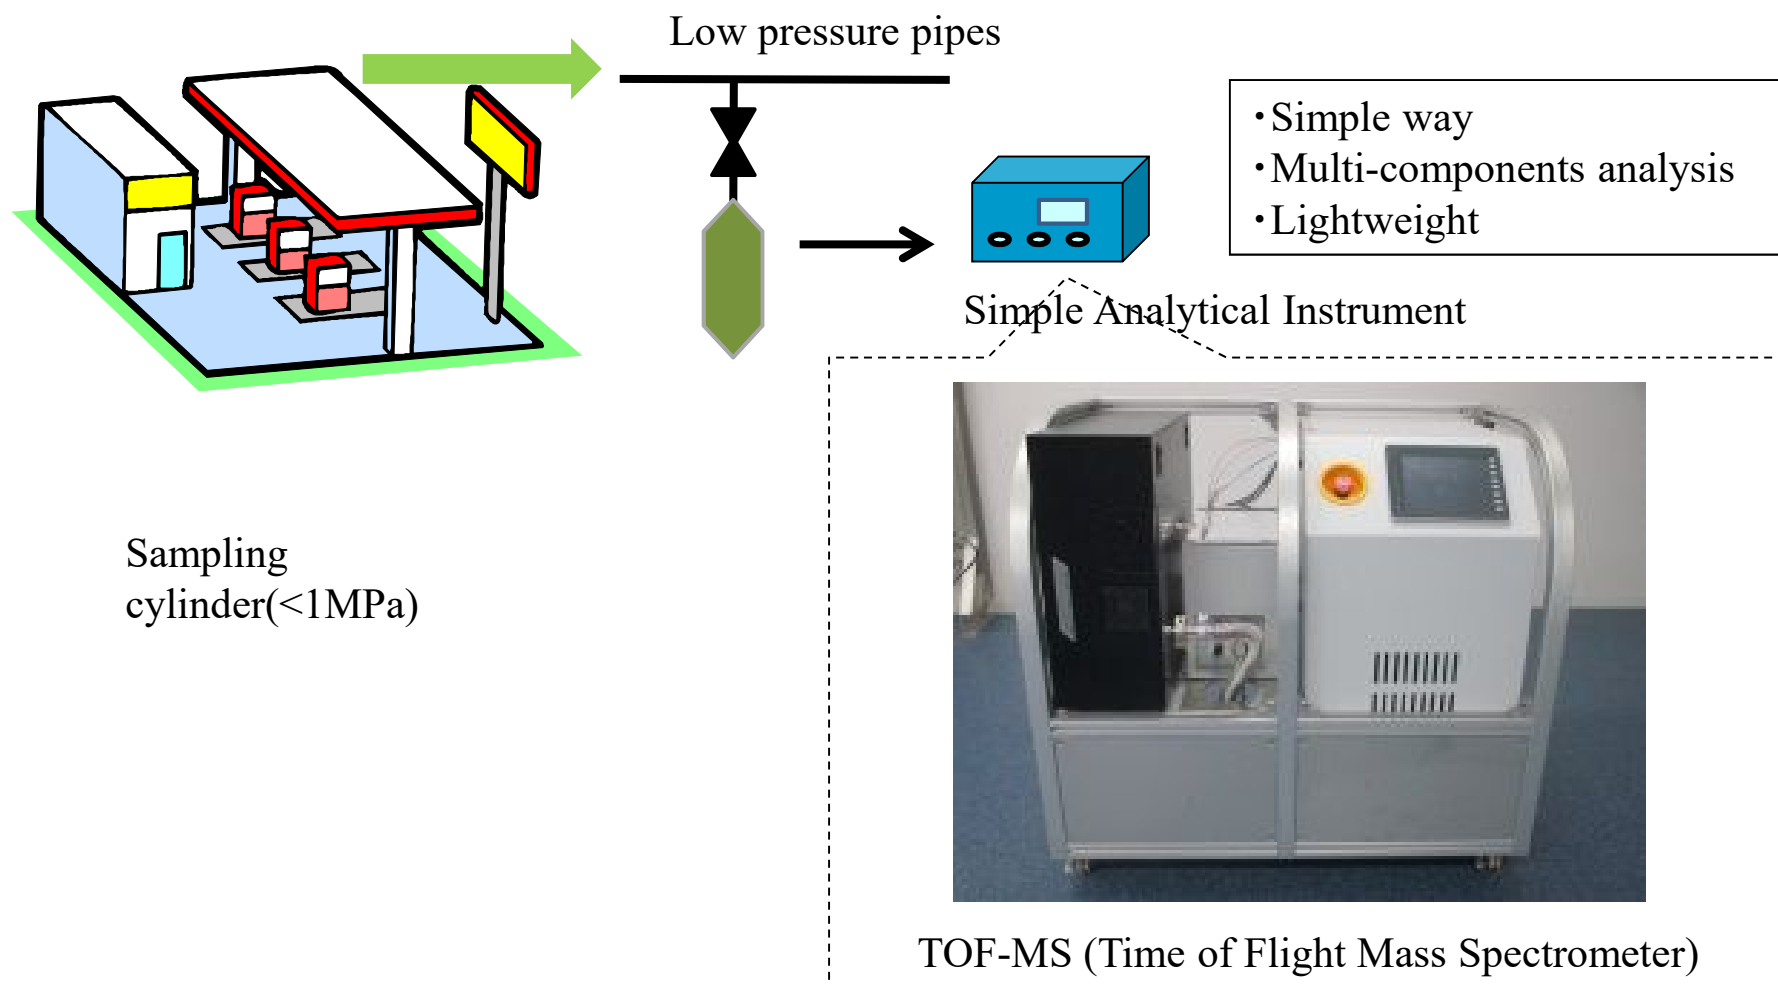 Low pressure pipes
・Simple way
・Multi-components analysis
・Lightweight
Simple Analytical Instrument
Sampling
cylinder(<1MPa)
TOF-MS (Time of Flight Mass Spectrometer)